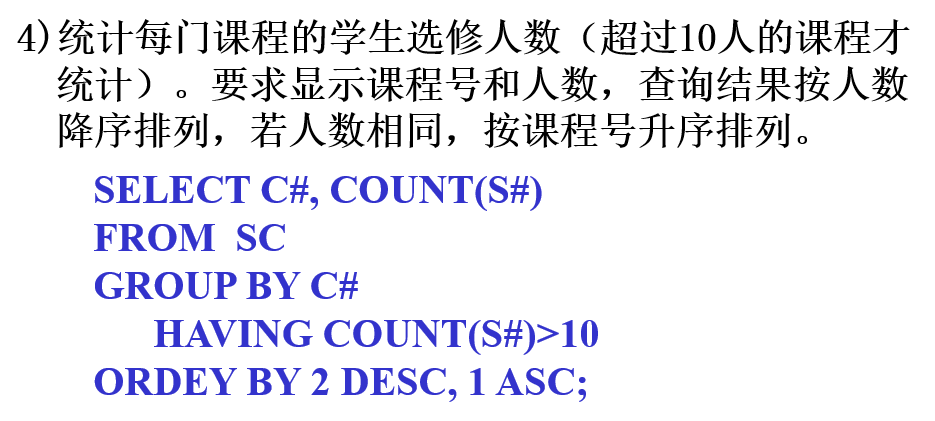 4)统计每门课程的学生选修人数（超过10人的课程才
统计）。要求显示课程号和人数，查询结果按人数
降序排列，若人数相同，按课程号升序排列。
SELECT C#, COUNT(S#)
FROM SC
GROUP BY C#
HAVING COUNT(S#)>10
ORDEY BY 2 DESC, 1 ASC;